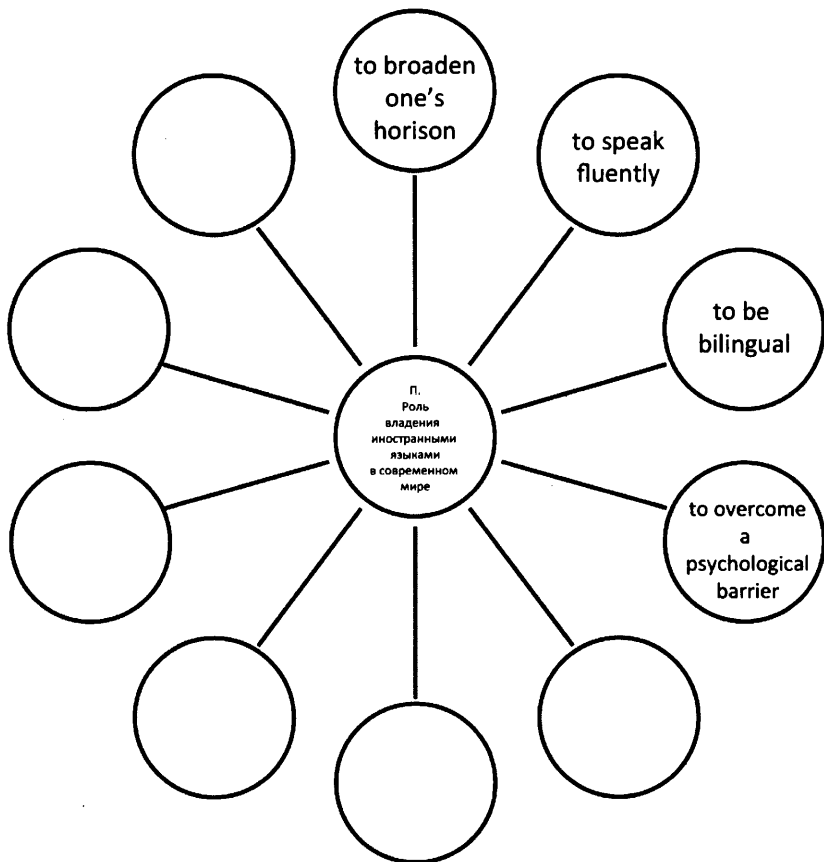 to broaden
one's
horison
to speak
fluently
to be
bilingual
П.
Роль
владения
иностранными
языками
в современном
мире
to overcome
a
psychological
barrier